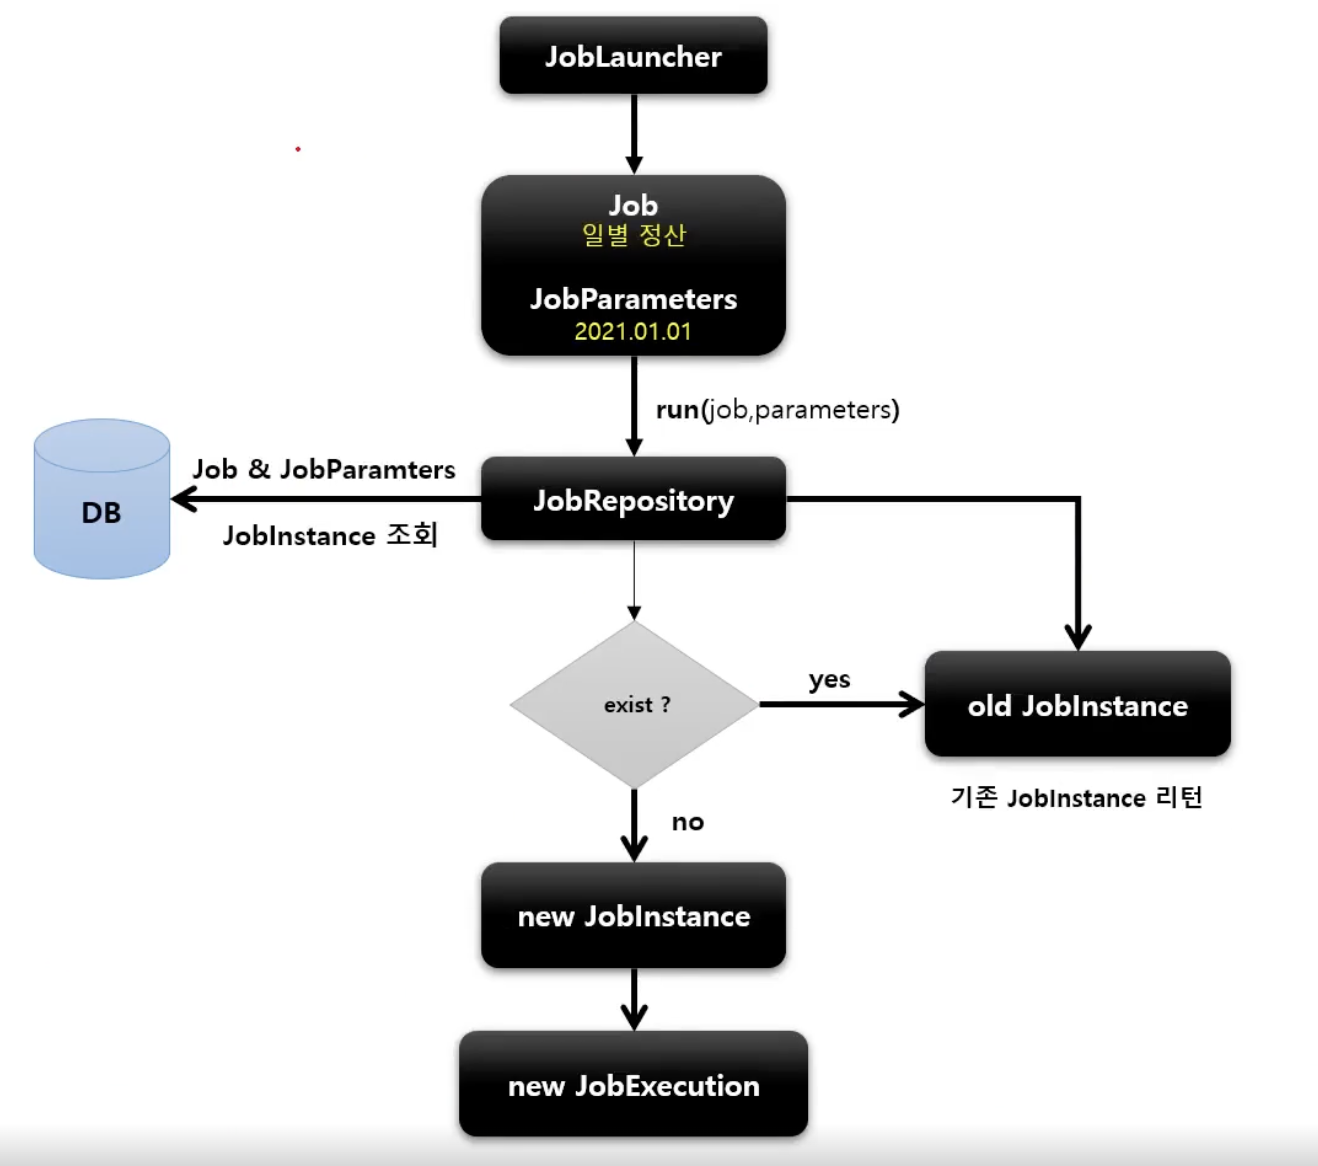 JobLauncher
Job
일별 정산
JobParameters
2021.01.01
run(job,parameters)
Job & JobParamters
DB
JobInstance 조회
JobRepository
exist ?
yes
old JobInstance
기존 JobInstance 리턴
no
new JobInstance
new JobExecution